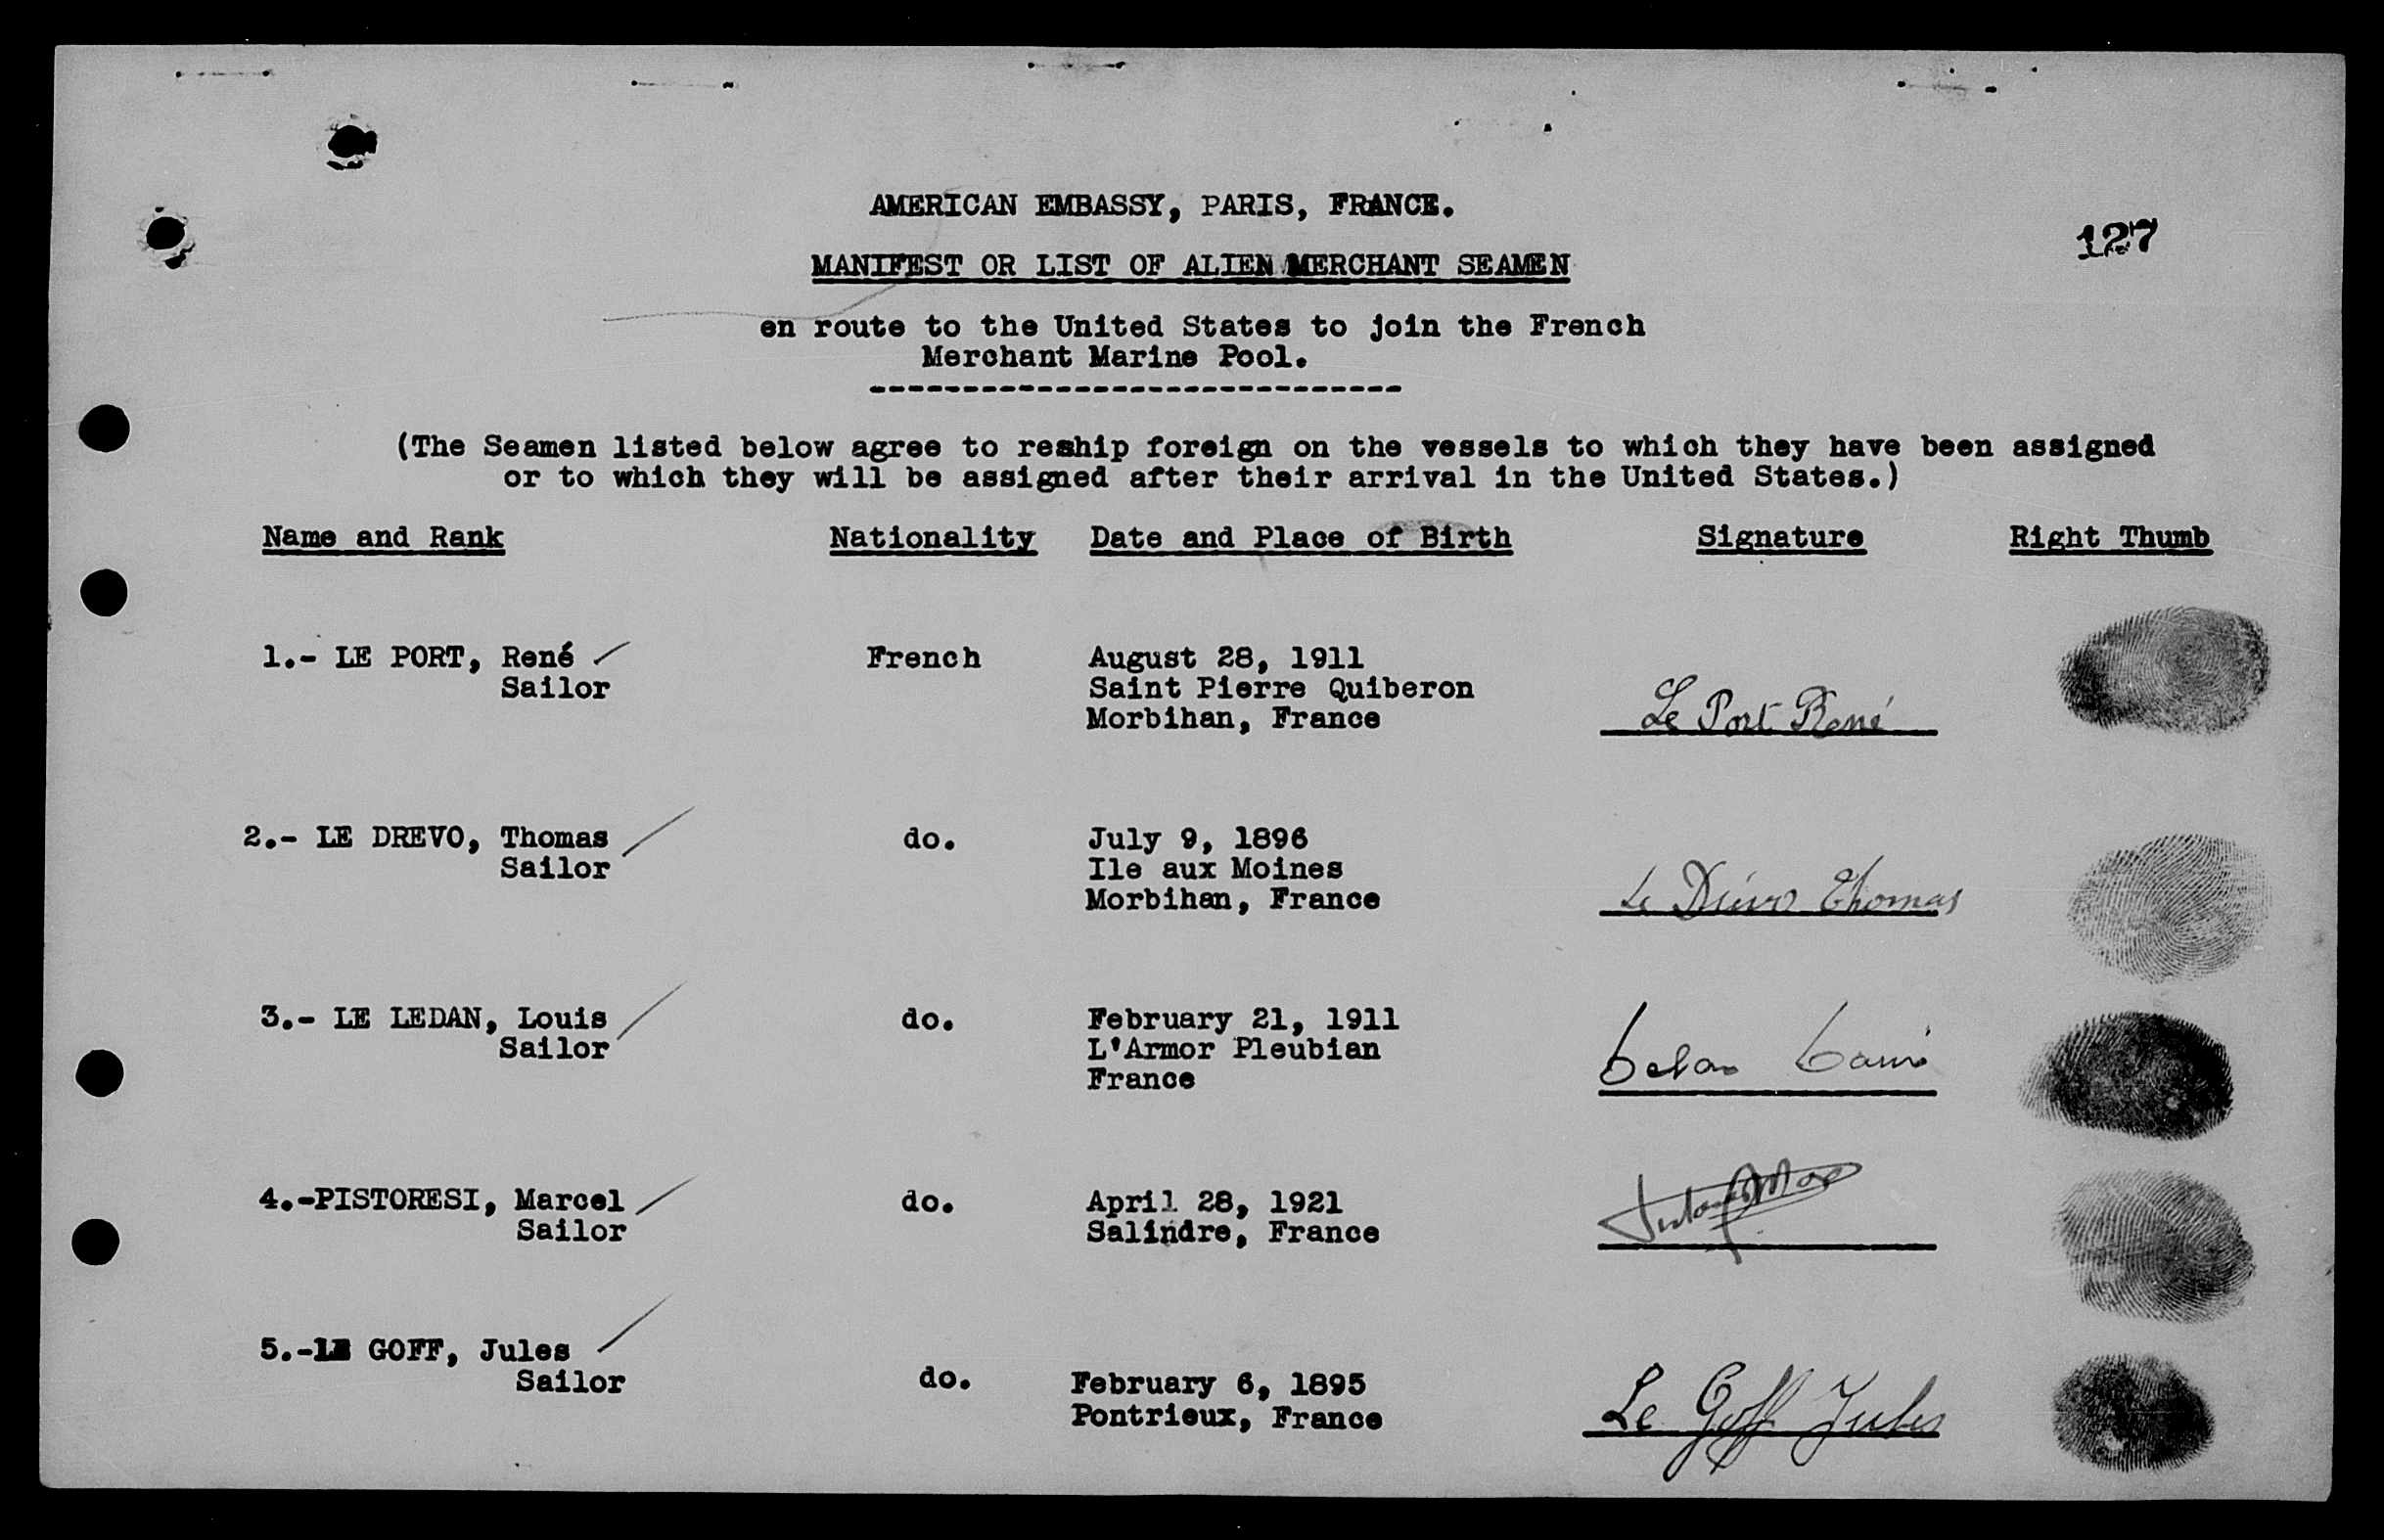 AMERICAN EMBASSY, PARIS, FRANCE.
127
MANIFEST OR LIST OF ALIEN MERCHANT SEAMEN
en route to the United States to join the French
Merchant Marine Pool.
-----------------------------
(The Seamen listed below agree to reship foreign on the vessels to which they have been assigned
or to which they will be assigned after their arrival in the United States.)
Name and Rank Nationality Date and Place of Birth Signature Right Thumb
1.- LE PORT, René French August 28, 1911
Sailor Saint Pierre Quiberon
Morbihan, France Le Port René
2.- LE DREVO, Thomas do. July 9, 1896
Sailor Ile aux Moines
Morbihan, France Le Thomas
3.- LE LEDAN, Louis do. February 21, 1911
Sailor L'Armor Pleubian
France
4.-PISTORESI, Marcel do. April 28, 1921
Sailor Salindre, France
5.-LE GOFF, Jules
Sailor do. February 6, 1895
Pontrieux, France Le Goff Jules